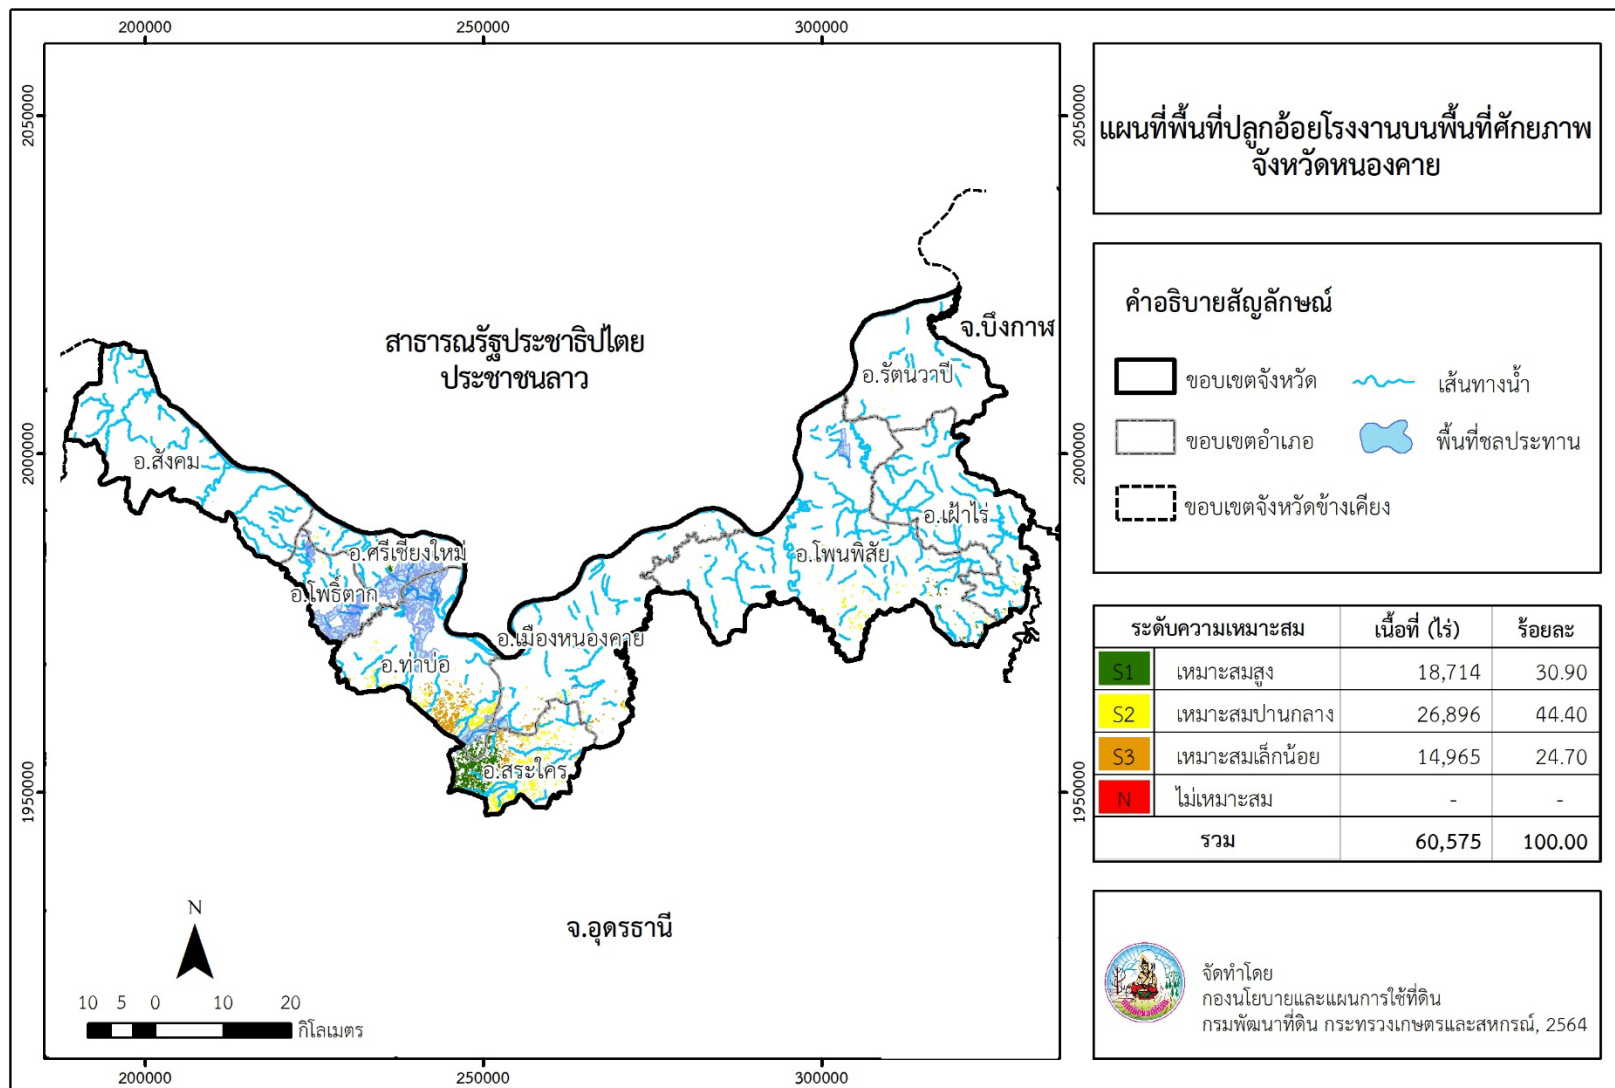 200000
250000
300000
2050000
2050000
แผนที่พื้นที่ปลูกอ้อยโรงงานบนพื้นที่ศักยภาพ
จังหวัดหนองคาย
คำอธิบายสัญลักษณ์
ขอบเขตจังหวัด
เส้นทางน้ำ
ขอบเขตอำเภอ
พื้นที่ชลประทาน
ขอบเขตจังหวัดข้างเคียง
สาธารณรัฐประชาธิปไตย
ประชาชนลาว
จ.บึงกาฬ
อ.รัตนวาปี
2000000
2000000
อ.สังคม
อ.เฝ้าไร่
อ.ศรีเชียงใหม่
อ.โพนพิสัย
อ.โพธิ์ตาก
อ.เมืองหนองคาย
อ.ท่าบ่อ
อ.สระใคร
1950000
1950000
ระดับความเหมาะสม เนื้อที่ (ไร่) ร้อยละ
S1 เหมาะสมสูง 18,714 30.90
S2 เหมาะสมปานกลาง 26,896 44.40
S3 เหมาะสมเล็กน้อย 14,965 24.70
N ไม่เหมาะสม - -
รวม 60,575 100.00
จ.อุดรธานี
N
10 5 0 10 20
กิโลเมตร
จัดทำโดย
กองนโยบายและแผนการใช้ที่ดิน
กรมพัฒนาที่ดิน กระทรวงเกษตรและสหกรณ์, 2564
200000
250000
300000